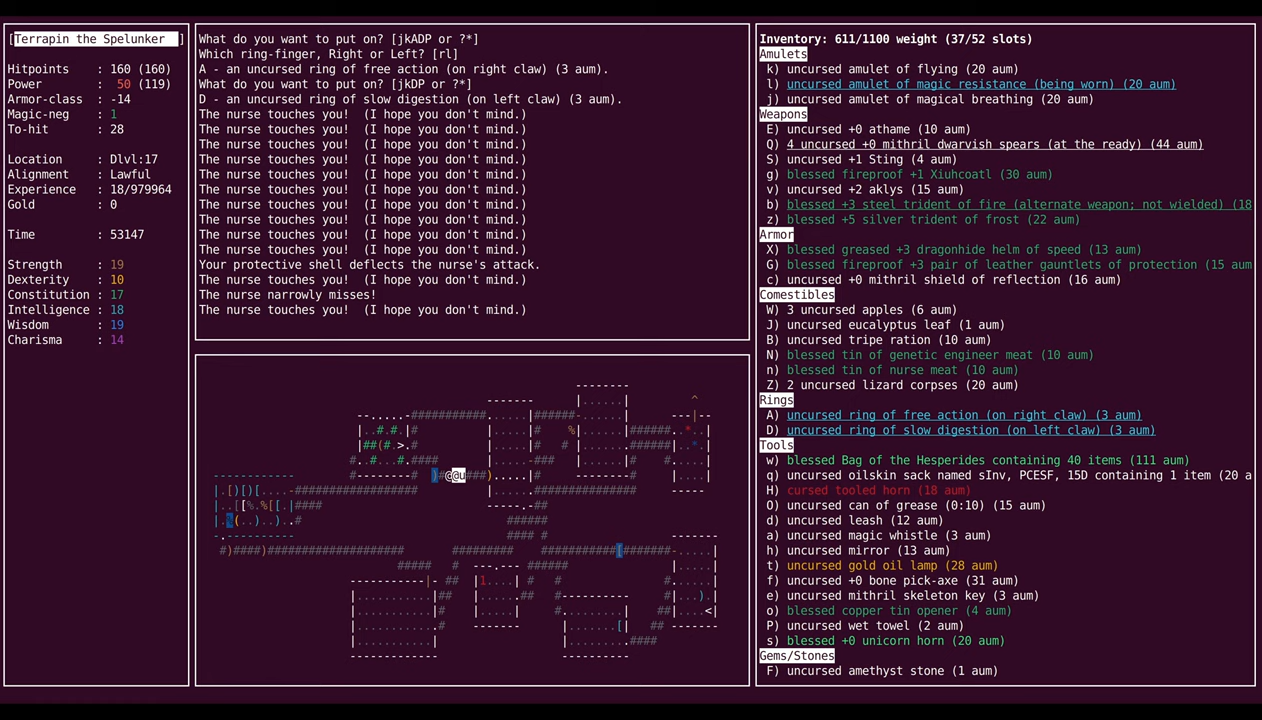 [Terrapin the Spelunker ]
Hitpoints : 160 (160)
Power : 50 (119)
Armor-class : -14
Magic-neg : 1
To-hit : 28
Location : Dlvl:17
Alignment : Lawful
Experience : 18/979964
Gold : 0
Time : 53147
Strength : 19
Dexterity : 10
Constitution : 17
Intelligence : 18
Wisdom : 19
Charisma : 14
What do you want to put on? [jkADP or ?*]
Which ring-finger, Right or Left? [rl]
A - an uncursed ring of free action (on right claw) (3 aum).
What do you want to put on? [jkDP or ?*]
D - an uncursed ring of slow digestion (on left claw) (3 aum).
The nurse touches you!  (I hope you don't mind.)
The nurse touches you!  (I hope you don't mind.)
The nurse touches you!  (I hope you don't mind.)
The nurse touches you!  (I hope you don't mind.)
The nurse touches you!  (I hope you don't mind.)
The nurse touches you!  (I hope you don't mind.)
The nurse touches you!  (I hope you don't mind.)
The nurse touches you!  (I hope you don't mind.)
The nurse touches you!  (I hope you don't mind.)
The nurse touches you!  (I hope you don't mind.)
Your protective shell deflects the nurse's attack.
The nurse touches you!  (I hope you don't mind.)
The nurse narrowly misses!
The nurse touches you!  (I hope you don't mind.)
Inventory: 611/1100 weight (37/52 slots)
Amulets
k) uncursed amulet of flying (20 aum)
l) uncursed amulet of magic resistance (being worn) (20 aum)
j) uncursed amulet of magical breathing (20 aum)
Weapons
E) uncursed +0 athame (10 aum)
Q) 4 uncursed +0 mithril dwarvish spears (at the ready) (44 aum)
S) uncursed +1 Sting (4 aum)
g) blessed fireproof +1 Xiuhcoatl (30 aum)
v) uncursed +2 aklys (15 aum)
b) blessed +3 steel trident of fire (alternate weapon; not wielded) (18
z) blessed +5 silver trident of frost (22 aum)
Armor
X) blessed greased +3 dragonhide helm of speed (13 aum)
G) blessed fireproof +3 pair of leather gauntlets of protection (15 aum
c) uncursed +0 mithril shield of reflection (16 aum)
Comestibles
W) 3 uncursed apples (6 aum)
J) uncursed eucalyptus leaf (1 aum)
B) uncursed tripe ration (10 aum)
N) blessed tin of genetic engineer meat (10 aum)
n) blessed tin of nurse meat (10 aum)
Z) 2 uncursed lizard corpses (20 aum)
Rings
A) uncursed ring of free action (on right claw) (3 aum)
D) uncursed ring of slow digestion (on left claw) (3 aum)
Tools
w) blessed Bag of the Hesperides containing 40 items (111 aum)
q) uncursed oilskin sack named sInv, PCESF, 15D containing 1 item (20 a
H) cursed tooled horn (18 aum)
O) uncursed can of grease (0:10) (15 aum)
d) uncursed leash (12 aum)
a) uncursed magic whistle (3 aum)
h) uncursed mirror (13 aum)
t) uncursed gold oil lamp (28 aum)
f) uncursed +0 bone pick-axe (31 aum)
e) uncursed mithril skeleton key (3 aum)
o) blessed copper tin opener (4 aum)
P) uncursed wet towel (2 aum)
s) blessed +0 unicorn horn (20 aum)
Gems/Stones
F) uncursed amethyst stone (1 aum)